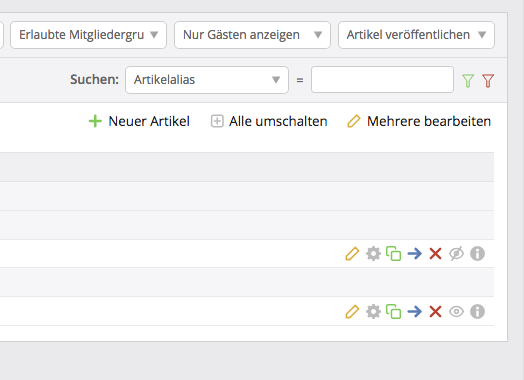 Erlaubte Mitgliedergru Nur Gästen anzeigen Artikel veröffentlichen
Suchen: Artikelalias =
Neuer Artikel Alle umschalten Mehrere bearbeiten